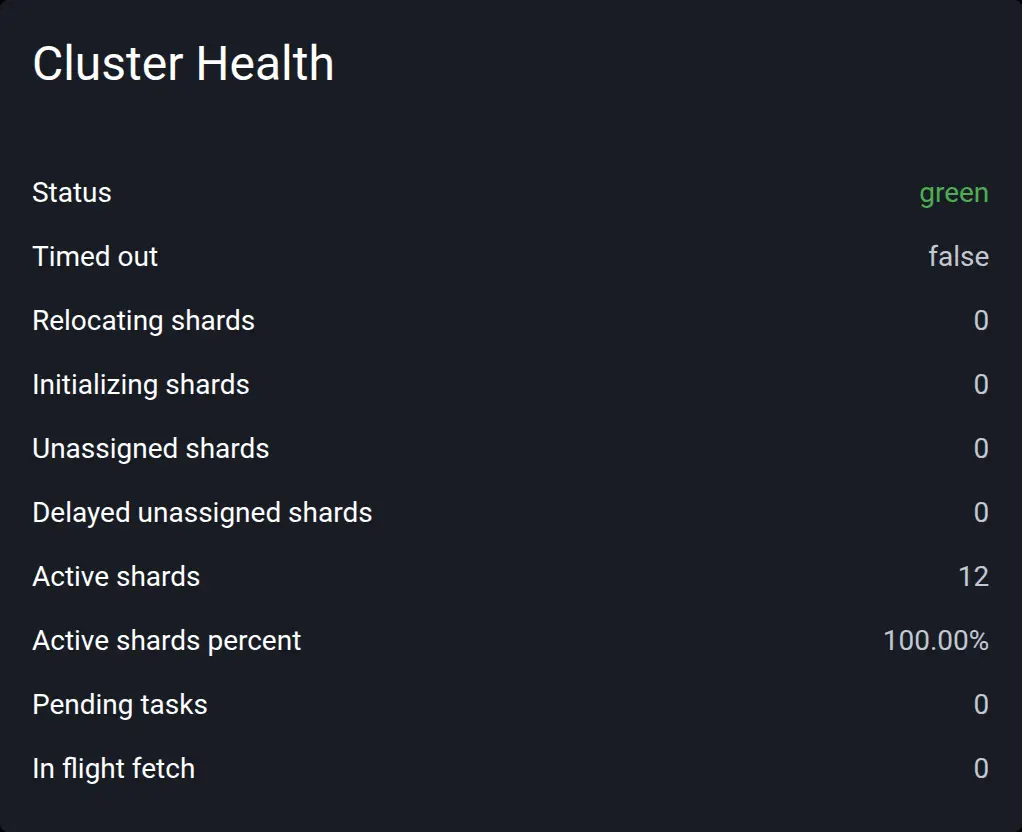 Cluster Health
Status green
Timed out false
Relocating shards 0
Initializing shards 0
Unassigned shards 0
Delayed unassigned shards 0
Active shards 12
Active shards percent 100.00%
Pending tasks 0
In flight fetch 0